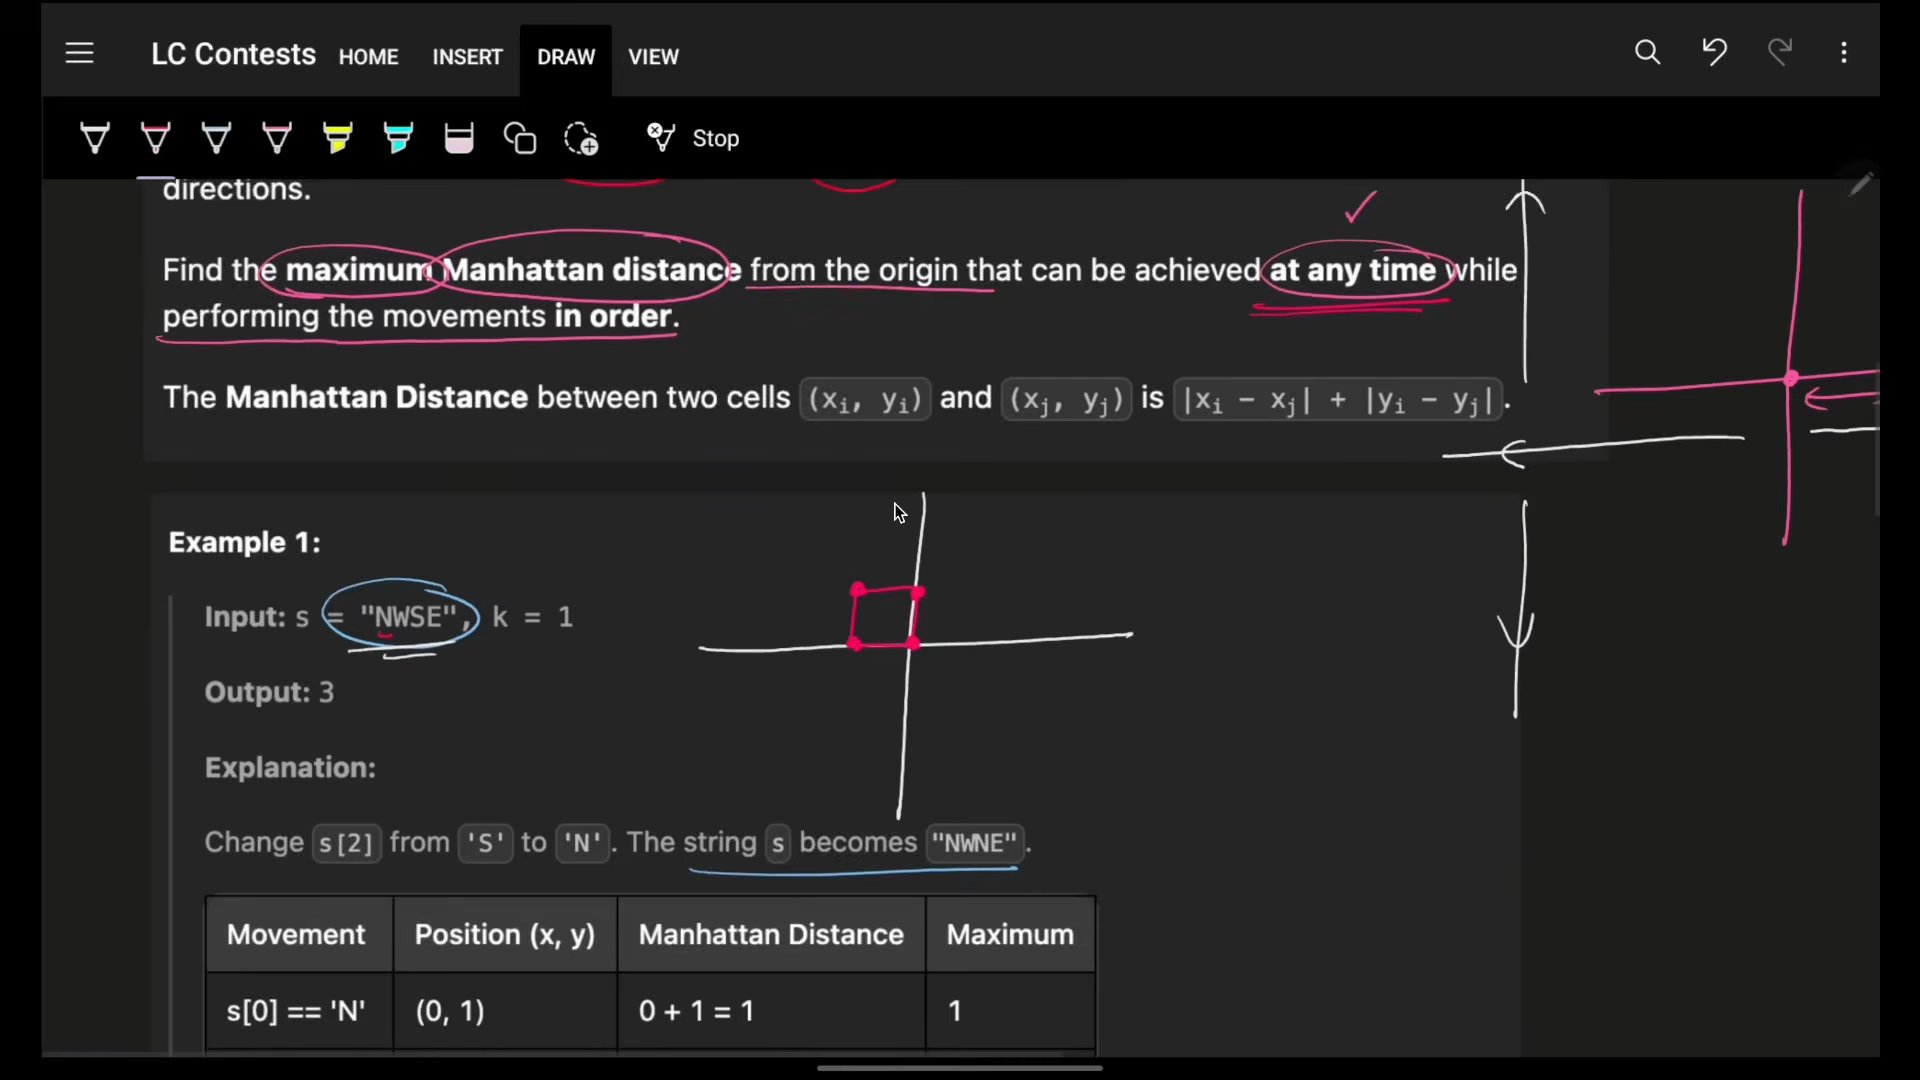 LC Contests HOME INSERT DRAW VIEW
Stop
directions.
Find the maximum Manhattan distance from the origin that can be achieved at any time while
performing the movements in order.
The Manhattan Distance between two cells (xi, yi) and (xj, yj) is |xi - xj| + |yi - yj|.
Example 1:
Input: s = "NWSE", k = 1
Output: 3
Explanation:
Change s[2] from 'S' to 'N'. The string s becomes "NWNE".
Movement Position (x, y) Manhattan Distance Maximum
s[0] == 'N' (0, 1) 0 + 1 = 1 1